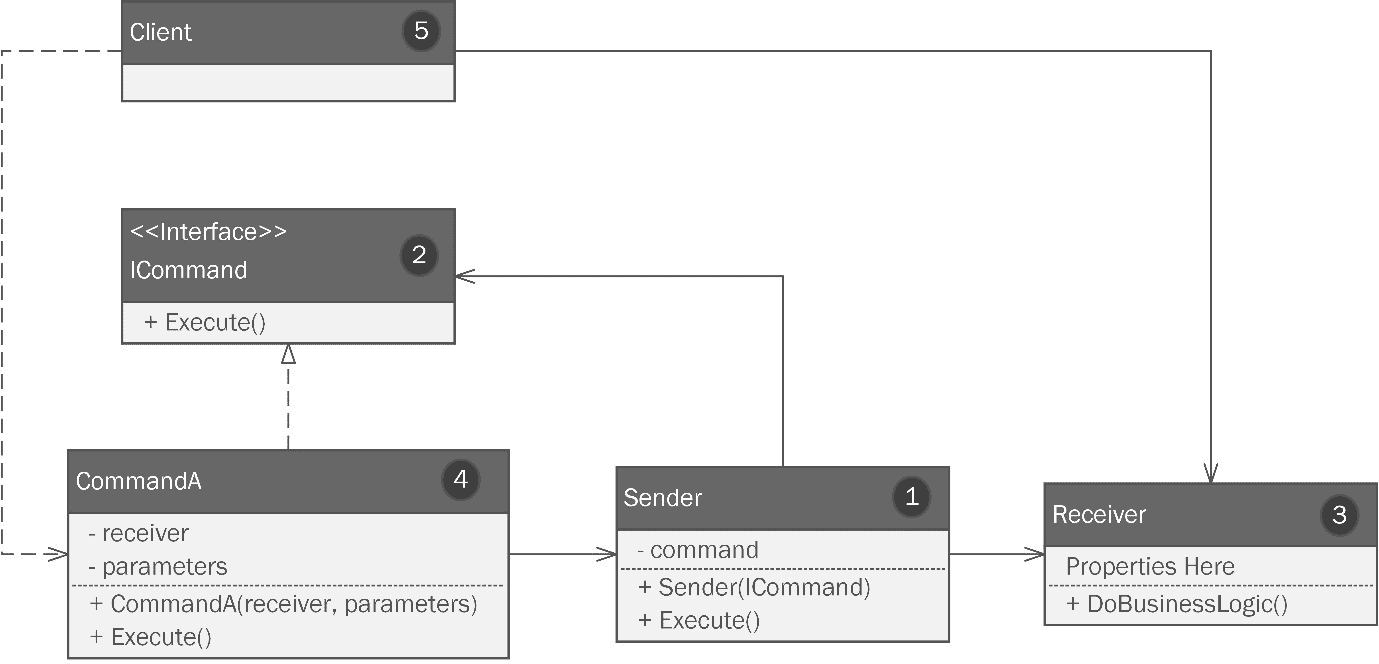 Client
5
<<Interface>>
ICommand
2
+ Execute()
CommandA
4
- receiver
- parameters
+ CommandA(receiver, parameters)
+ Execute()
Sender
1
- command
+ Sender(ICommand)
+ Execute()
Receiver
3
Properties Here
+ DoBusinessLogic()